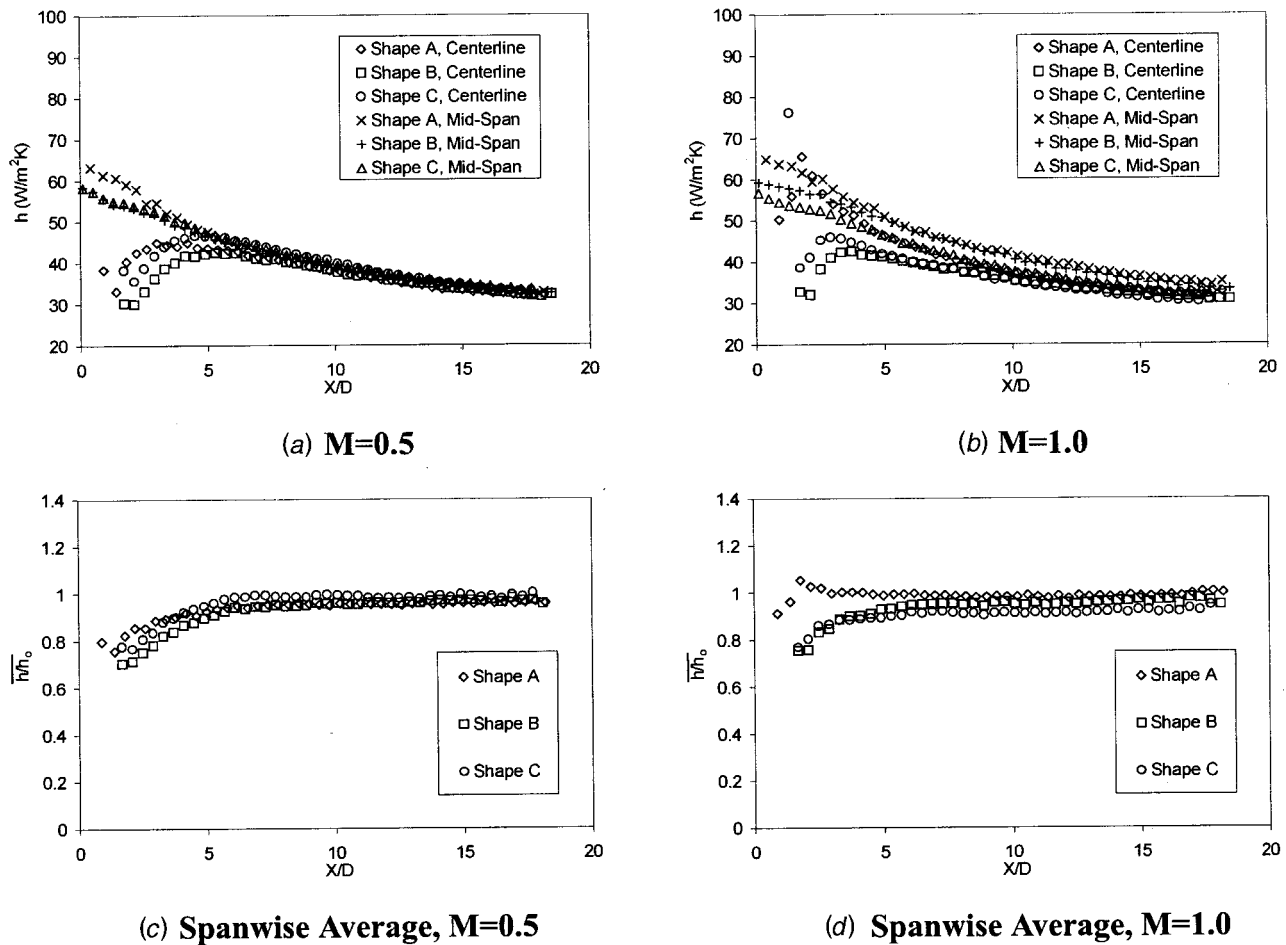 100
90
80
70
60
50
40
30
20
h (W/m²K)
0
5
10
15
20
X/D
Shape A, Centerline
Shape B, Centerline
Shape C, Centerline
Shape A, Mid-Span
Shape B, Mid-Span
Shape C, Mid-Span
(a) M=0.5
100
90
80
70
60
50
40
30
20
h (W/m²K)
0
5
10
15
20
X/D
Shape A, Centerline
Shape B, Centerline
Shape C, Centerline
Shape A, Mid-Span
Shape B, Mid-Span
Shape C, Mid-Span
(b) M=1.0
1.4
1.2
1
0.8
0.6
0.4
0.2
0
h/hₒ
0
5
10
15
20
X/D
Shape A
Shape B
Shape C
(c) Spanwise Average, M=0.5
1.4
1.2
1
0.8
0.6
0.4
0.2
0
h/hₒ
0
5
10
15
20
X/D
Shape A
Shape B
Shape C
(d) Spanwise Average, M=1.0